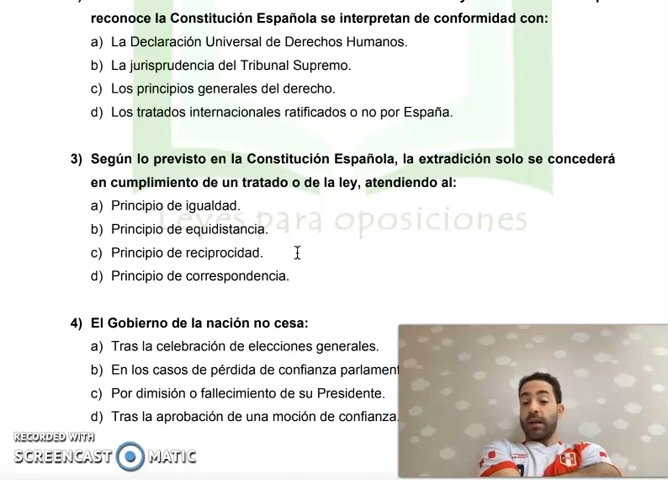 reconoce la Constitución Española se interpretan de conformidad con:
a) La Declaración Universal de Derechos Humanos.
b) La jurisprudencia del Tribunal Supremo.
c) Los principios generales del derecho.
d) Los tratados internacionales ratificados o no por España.
3) Según lo previsto en la Constitución Española, la extradición solo se concederá
en cumplimiento de un tratado o de la ley, atendiendo al:
a) Principio de igualdad.
Leyes para oposiciones
b) Principio de equidistancia.
c) Principio de reciprocidad.
d) Principio de correspondencia.
4) El Gobierno de la nación no cesa:
a) Tras la celebración de elecciones generales.
b) En los casos de pérdida de confianza parlament
c) Por dimisión o fallecimiento de su Presidente.
d) Tras la aprobación de una moción de confianza.
RECORDED WITH
SCREENCAST MATIC